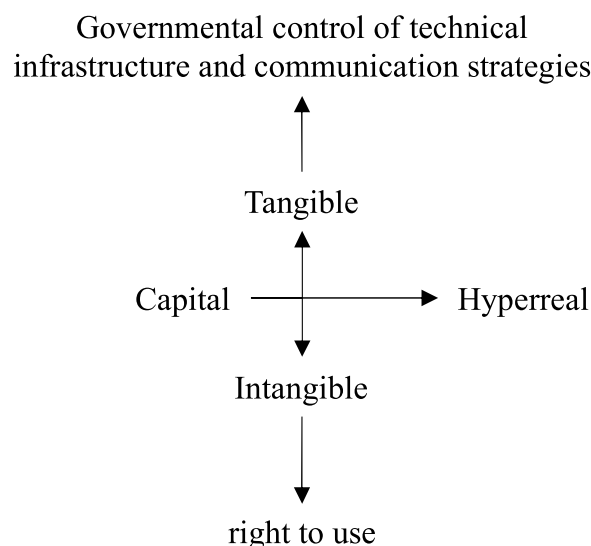 Governmental control of technical
infrastructure and communication strategies
Tangible
Capital
Hyperreal
Intangible
right to use